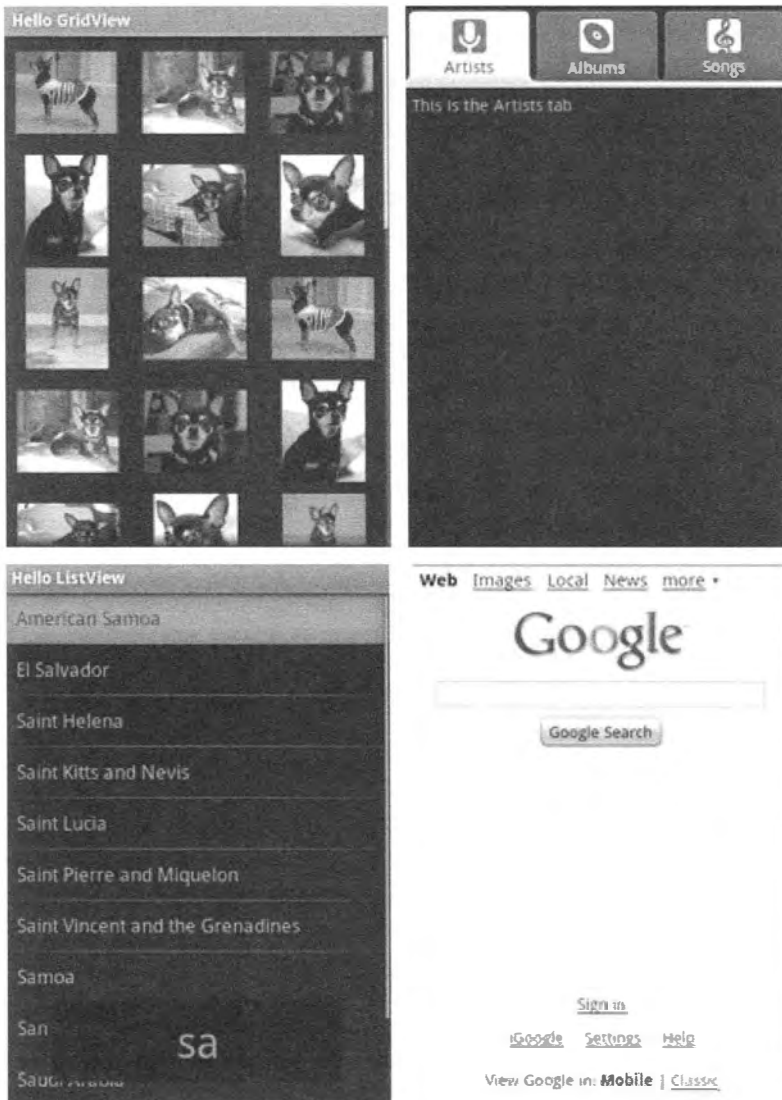 Hello GridView
Artists
Albums
Songs
This is the Artists tab
Hello ListView
American Samoa
El Salvador
Saint Helena
Saint Kitts and Nevis
Saint Lucia
Saint Pierre and Miquelon
Saint Vincent and the Grenadines
Samoa
San
sa
Saudi Arabia
Web Images Local News more
Google
Google Search
Sign in
iGoogle Settings Help
View Google in: Mobile | Classic